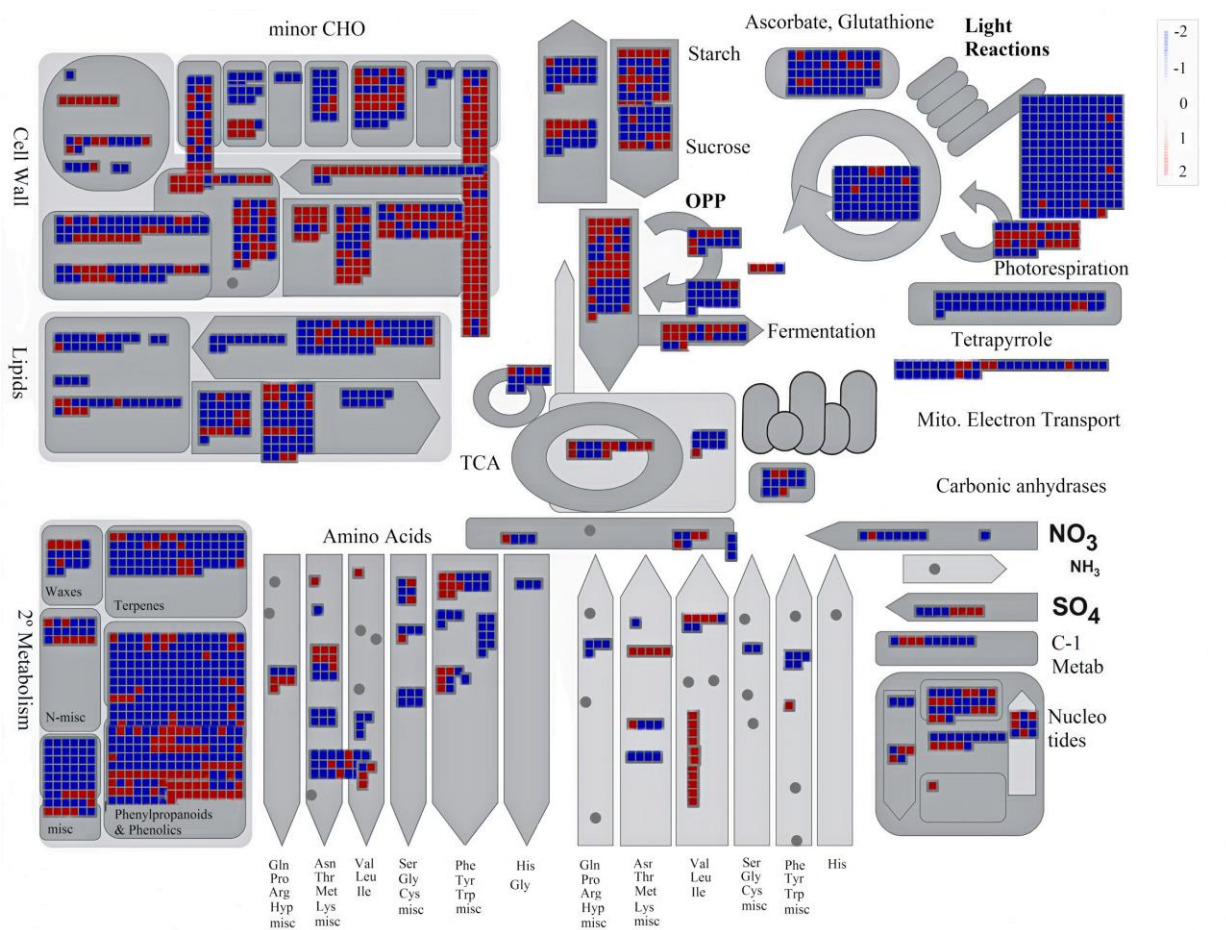 minor CHO
Ascorbate, Glutathione
Light
Reactions
-2
-1
0
1
2
Starch
Sucrose
Cell Wall
OPP
Photorespiration
Fermentation
Tetrapyrrole
Lipids
Mito. Electron Transport
TCA
Carbonic anhydrases
Amino Acids
NO3
NH3
SO4
C-1
Metab
Nucleo
tides
2º Metabolism
Waxes
Terpenes
N-misc
misc
Phenylpropanoids
& Phenolics
Gln
Pro
Arg
Hyp
misc
Asn
Thr
Met
Lys
misc
Val
Leu
Ile
Ser
Gly
Cys
misc
Phe
Tyr
Trp
misc
His
Gly
Gln
Pro
Arg
Hyp
misc
Asr
Thr
Met
Lys
misc
Val
Leu
Ile
Ser
Gly
Cys
misc
Phe
Tyr
Trp
misc
His